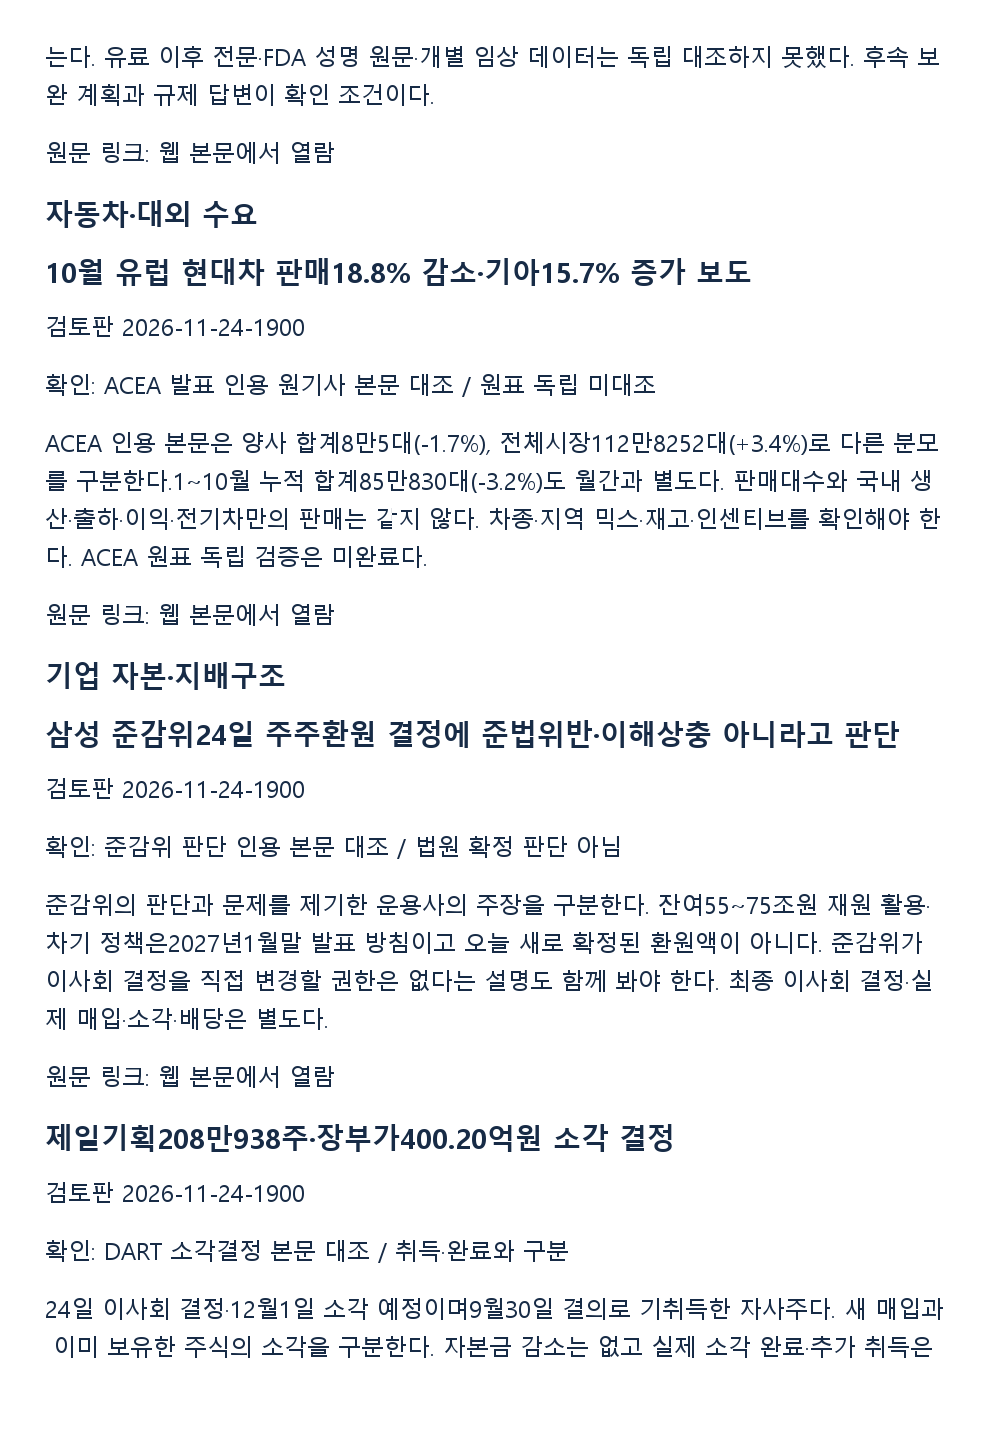 는다. 유료 이후 전문·FDA 성명 원문·개별 임상 데이터는 독립 대조하지 못했다. 후속 보
완 계획과 규제 답변이 확인 조건이다.
원문 링크: 웹 본문에서 열람
자동차·대외 수요
10월 유럽 현대차 판매18.8% 감소·기아15.7% 증가 보도
검토판 2026-11-24-1900
확인: ACEA 발표 인용 원기사 본문 대조 / 원표 독립 미대조
ACEA 인용 본문은 양사 합계8만5대(-1.7%), 전체시장112만8252대(+3.4%)로 다른 분모
를 구분한다.1~10월 누적 합계85만830대(-3.2%)도 월간과 별도다. 판매대수와 국내 생
산·출하·이익·전기차만의 판매는 같지 않다. 차종·지역 믹스·재고·인센티브를 확인해야 한
다. ACEA 원표 독립 검증은 미완료다.
원문 링크: 웹 본문에서 열람
기업 자본·지배구조
삼성 준감위24일 주주환원 결정에 준법위반·이해상충 아니라고 판단
검토판 2026-11-24-1900
확인: 준감위 판단 인용 본문 대조 / 법원 확정 판단 아님
준감위의 판단과 문제를 제기한 운용사의 주장을 구분한다. 잔여55~75조원 재원 활용·
차기 정책은2027년1월말 발표 방침이고 오늘 새로 확정된 환원액이 아니다. 준감위가
이사회 결정을 직접 변경할 권한은 없다는 설명도 함께 봐야 한다. 최종 이사회 결정·실
제 매입·소각·배당은 별도다.
원문 링크: 웹 본문에서 열람
제일기획208만938주·장부가400.20억원 소각 결정
검토판 2026-11-24-1900
확인: DART 소각결정 본문 대조 / 취득·완료와 구분
24일 이사회 결정·12월1일 소각 예정이며9월30일 결의로 기취득한 자사주다. 새 매입과
이미 보유한 주식의 소각을 구분한다. 자본금 감소는 없고 실제 소각 완료·추가 취득은